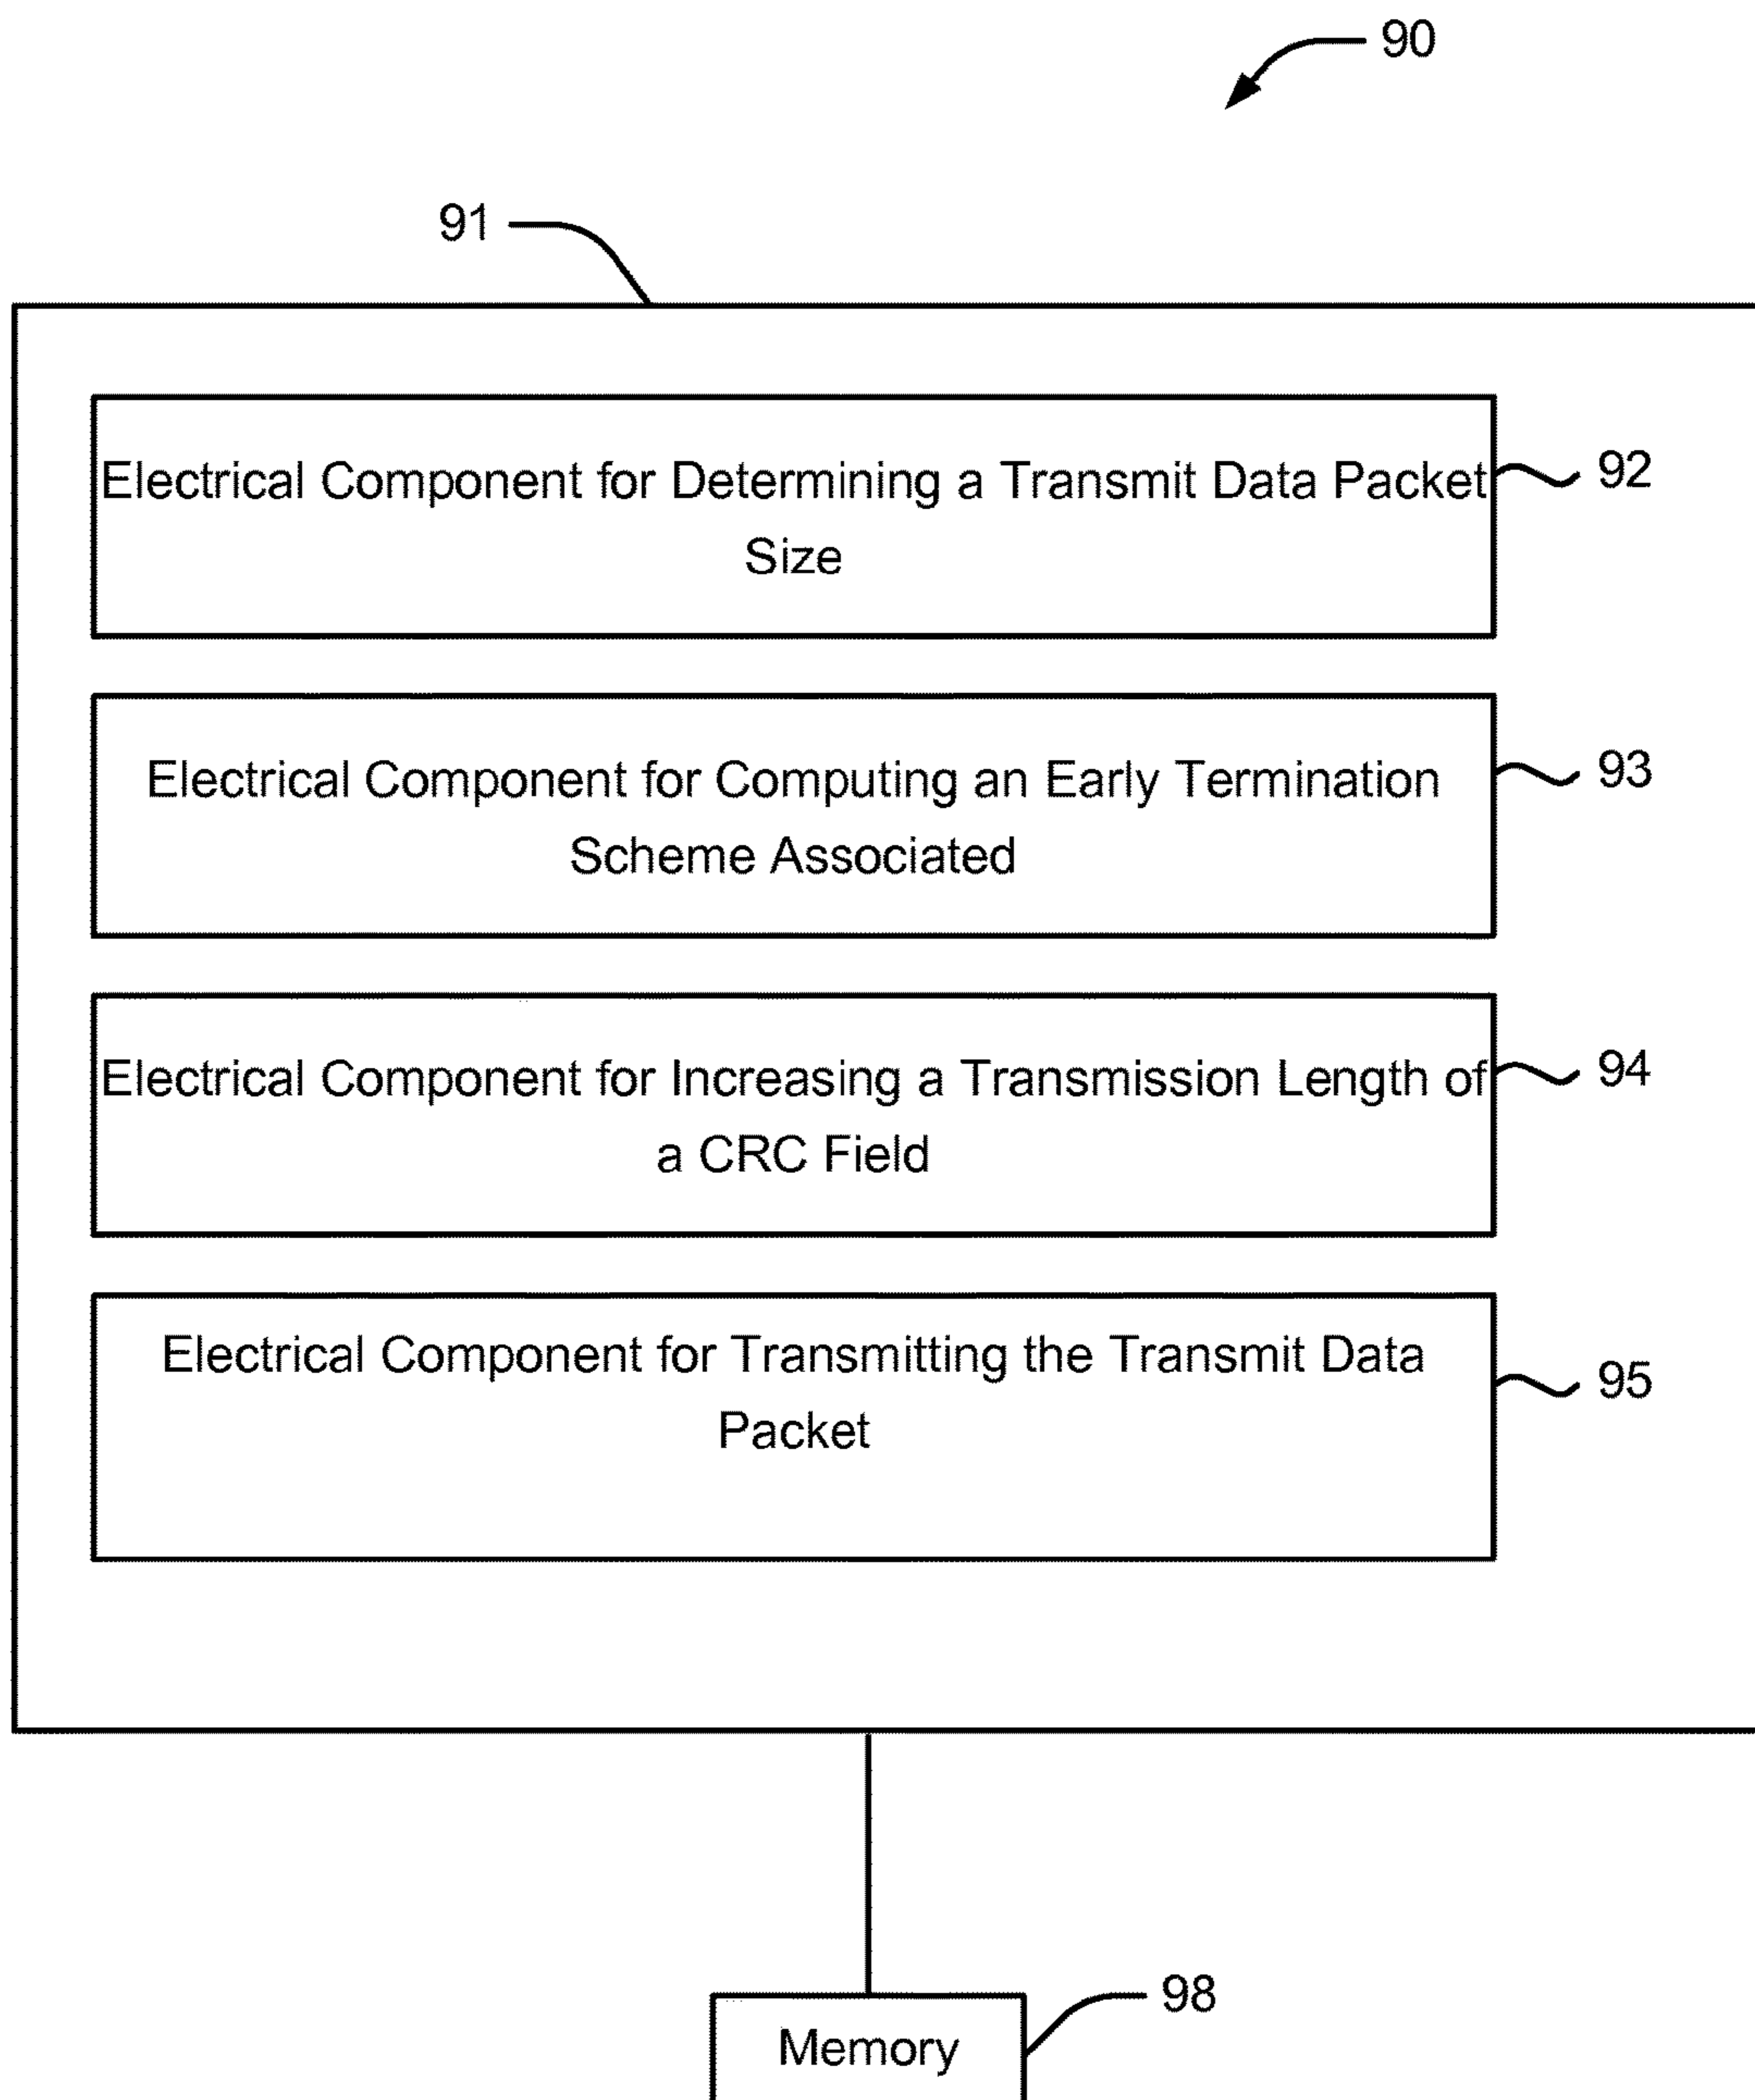 90
91
Electrical Component for Determining a Transmit Data Packet
Size
92
Electrical Component for Computing an Early Termination
Scheme Associated
93
Electrical Component for Increasing a Transmission Length of
a CRC Field
94
Electrical Component for Transmitting the Transmit Data
Packet
95
98
Memory